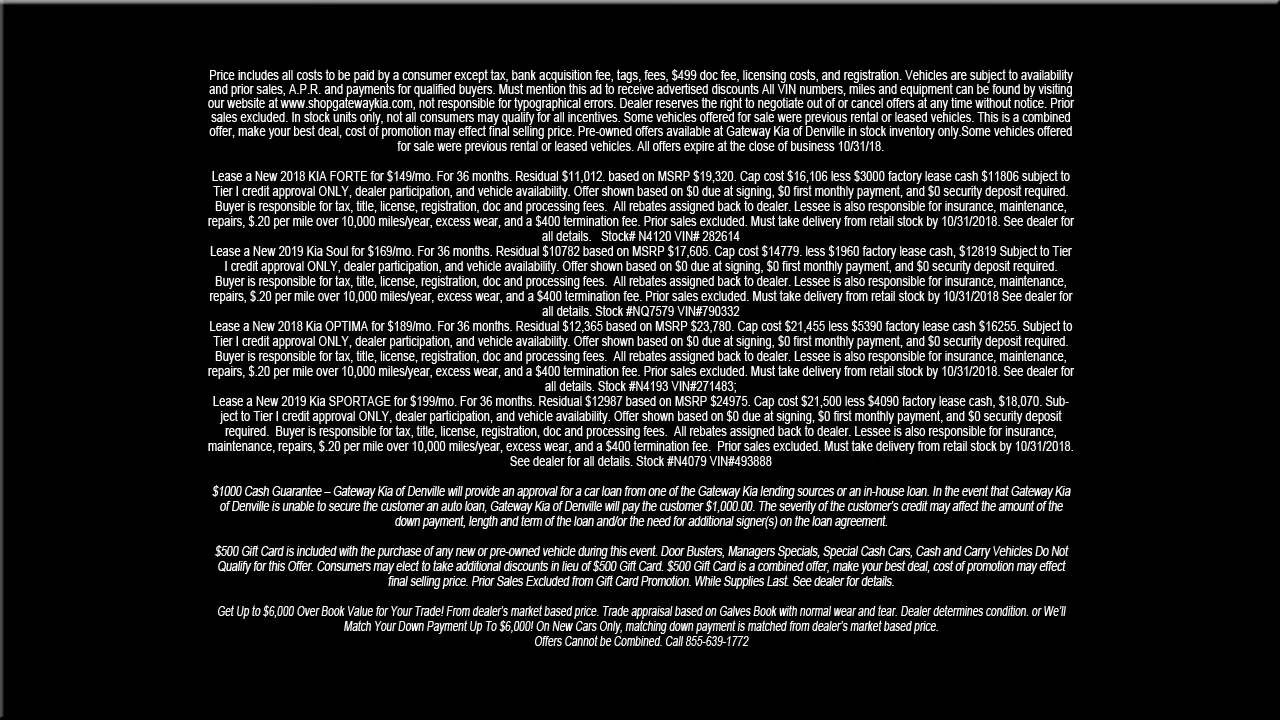 Price includes all costs to be paid by a consumer except tax, bank acquisition fee, tags, fees, $499 doc fee, licensing costs, and registration. Vehicles are subject to availability
and prior sales, A.P.R. and payments for qualified buyers. Must mention this ad to receive advertised discounts All VIN numbers, miles and equipment can be found by visiting
our website at www.shopgatewaykia.com, not responsible for typographical errors. Dealer reserves the right to negotiate out of or cancel offers at any time without notice. Prior
sales excluded. In stock units only, not all consumers may qualify for all incentives. Some vehicles offered for sale were previous rental or leased vehicles. This is a combined
offer, make your best deal, cost of promotion may effect final selling price. Pre-owned offers available at Gateway Kia of Denville in stock inventory only.Some vehicles offered
for sale were previous rental or leased vehicles. All offers expire at the close of business 10/31/18.
Lease a New 2018 KIA FORTE for $149/mo. For 36 months. Residual $11,012. based on MSRP $19,320. Cap cost $16,106 less $3000 factory lease cash $11806 subject to
Tier I credit approval ONLY, dealer participation, and vehicle availability. Offer shown based on $0 due at signing, $0 first monthly payment, and $0 security deposit required.
Buyer is responsible for tax, title, license, registration, doc and processing fees.  All rebates assigned back to dealer. Lessee is also responsible for insurance, maintenance,
repairs, $.20 per mile over 10,000 miles/year, excess wear, and a $400 termination fee. Prior sales excluded. Must take delivery from retail stock by 10/31/2018. See dealer for
all details.   Stock# N4120 VIN# 282614
Lease a New 2019 Kia Soul for $169/mo. For 36 months. Residual $10782 based on MSRP $17,605. Cap cost $14779. less $1960 factory lease cash, $12819 Subject to Tier
I credit approval ONLY, dealer participation, and vehicle availability. Offer shown based on $0 due at signing, $0 first monthly payment, and $0 security deposit required.
Buyer is responsible for tax, title, license, registration, doc and processing fees.  All rebates assigned back to dealer. Lessee is also responsible for insurance, maintenance,
repairs, $.20 per mile over 10,000 miles/year, excess wear, and a $400 termination fee. Prior sales excluded. Must take delivery from retail stock by 10/31/2018 See dealer for
all details. Stock #NQ7579 VIN#790332
Lease a New 2018 Kia OPTIMA for $189/mo. For 36 months. Residual $12,365 based on MSRP $23,780. Cap cost $21,455 less $5390 factory lease cash $16255. Subject to
Tier I credit approval ONLY, dealer participation, and vehicle availability. Offer shown based on $0 due at signing, $0 first monthly payment, and $0 security deposit required.
Buyer is responsible for tax, title, license, registration, doc and processing fees.  All rebates assigned back to dealer. Lessee is also responsible for insurance, maintenance,
repairs, $.20 per mile over 10,000 miles/year, excess wear, and a $400 termination fee. Prior sales excluded. Must take delivery from retail stock by 10/31/2018. See dealer for
all details. Stock #N4193 VIN#271483;
Lease a New 2019 Kia SPORTAGE for $199/mo. For 36 months. Residual $12987 based on MSRP $24975. Cap cost $21,500 less $4090 factory lease cash, $18,070. Sub-
ject to Tier I credit approval ONLY, dealer participation, and vehicle availability. Offer shown based on $0 due at signing, $0 first monthly payment, and $0 security deposit
required.  Buyer is responsible for tax, title, license, registration, doc and processing fees.  All rebates assigned back to dealer. Lessee is also responsible for insurance,
maintenance, repairs, $.20 per mile over 10,000 miles/year, excess wear, and a $400 termination fee.  Prior sales excluded. Must take delivery from retail stock by 10/31/2018.
See dealer for all details. Stock #N4079 VIN#493888
$1000 Cash Guarantee – Gateway Kia of Denville will provide an approval for a car loan from one of the Gateway Kia lending sources or an in-house loan. In the event that Gateway Kia
of Denville is unable to secure the customer an auto loan, Gateway Kia of Denville will pay the customer $1,000.00. The severity of the customer's credit may affect the amount of the
down payment, length and term of the loan and/or the need for additional signer(s) on the loan agreement.
$500 Gift Card is included with the purchase of any new or pre-owned vehicle during this event. Door Busters, Managers Specials, Special Cash Cars, Cash and Carry Vehicles Do Not
Qualify for this Offer. Consumers may elect to take additional discounts in lieu of $500 Gift Card. $500 Gift Card is a combined offer, make your best deal, cost of promotion may effect
final selling price. Prior Sales Excluded from Gift Card Promotion. While Supplies Last. See dealer for details.
Get Up to $6,000 Over Book Value for Your Trade! From dealer's market based price. Trade appraisal based on Galves Book with normal wear and tear. Dealer determines condition. or We'll
Match Your Down Payment Up To $6,000! On New Cars Only, matching down payment is matched from dealer's market based price.
Offers Cannot be Combined. Call 855-639-1772